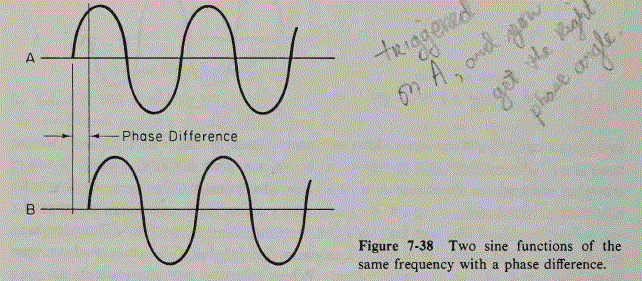 A
triggered
on A, and you
get the right
phase angle.
Phase Difference
B
Figure 7-38 Two sine functions of the
same frequency with a phase difference.